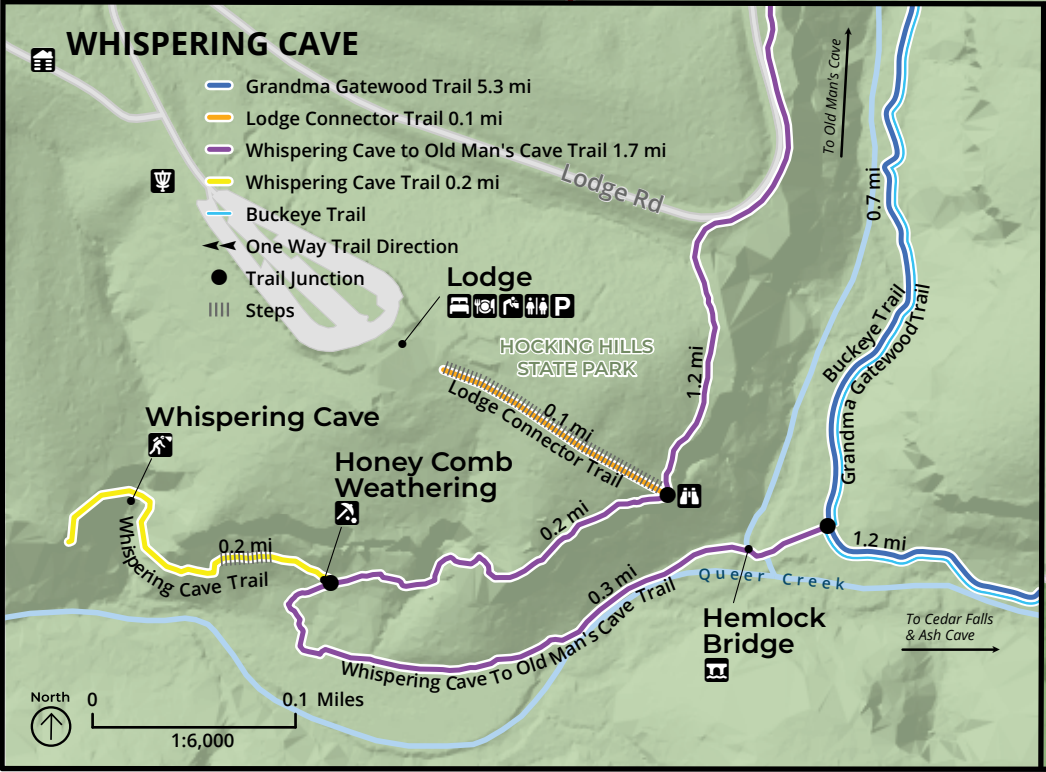 WHISPERING CAVE
Grandma Gatewood Trail 5.3 mi
Lodge Connector Trail 0.1 mi
Whispering Cave to Old Man's Cave Trail 1.7 mi
Whispering Cave Trail 0.2 mi
Buckeye Trail
One Way Trail Direction
Trail Junction
Steps
To Old Man's Cave
Lodge Rd
0.7 mi
Lodge
P
HOCKING HILLS
STATE PARK
Buckeye Trail
Grandma GatewoodTrail
1.2 mi
0.1 mi
Lodge Connector Trail
Whispering Cave
Honey Comb
Weathering
0.2 mi
0.2 mi
Whispering Cave Trail
1.2 mi
0.3 mi
Queer Creek
Whispering Cave To Old Man's Cave Trail
Hemlock
Bridge
To Cedar Falls
& Ash Cave
North
0
0.1 Miles
1:6,000